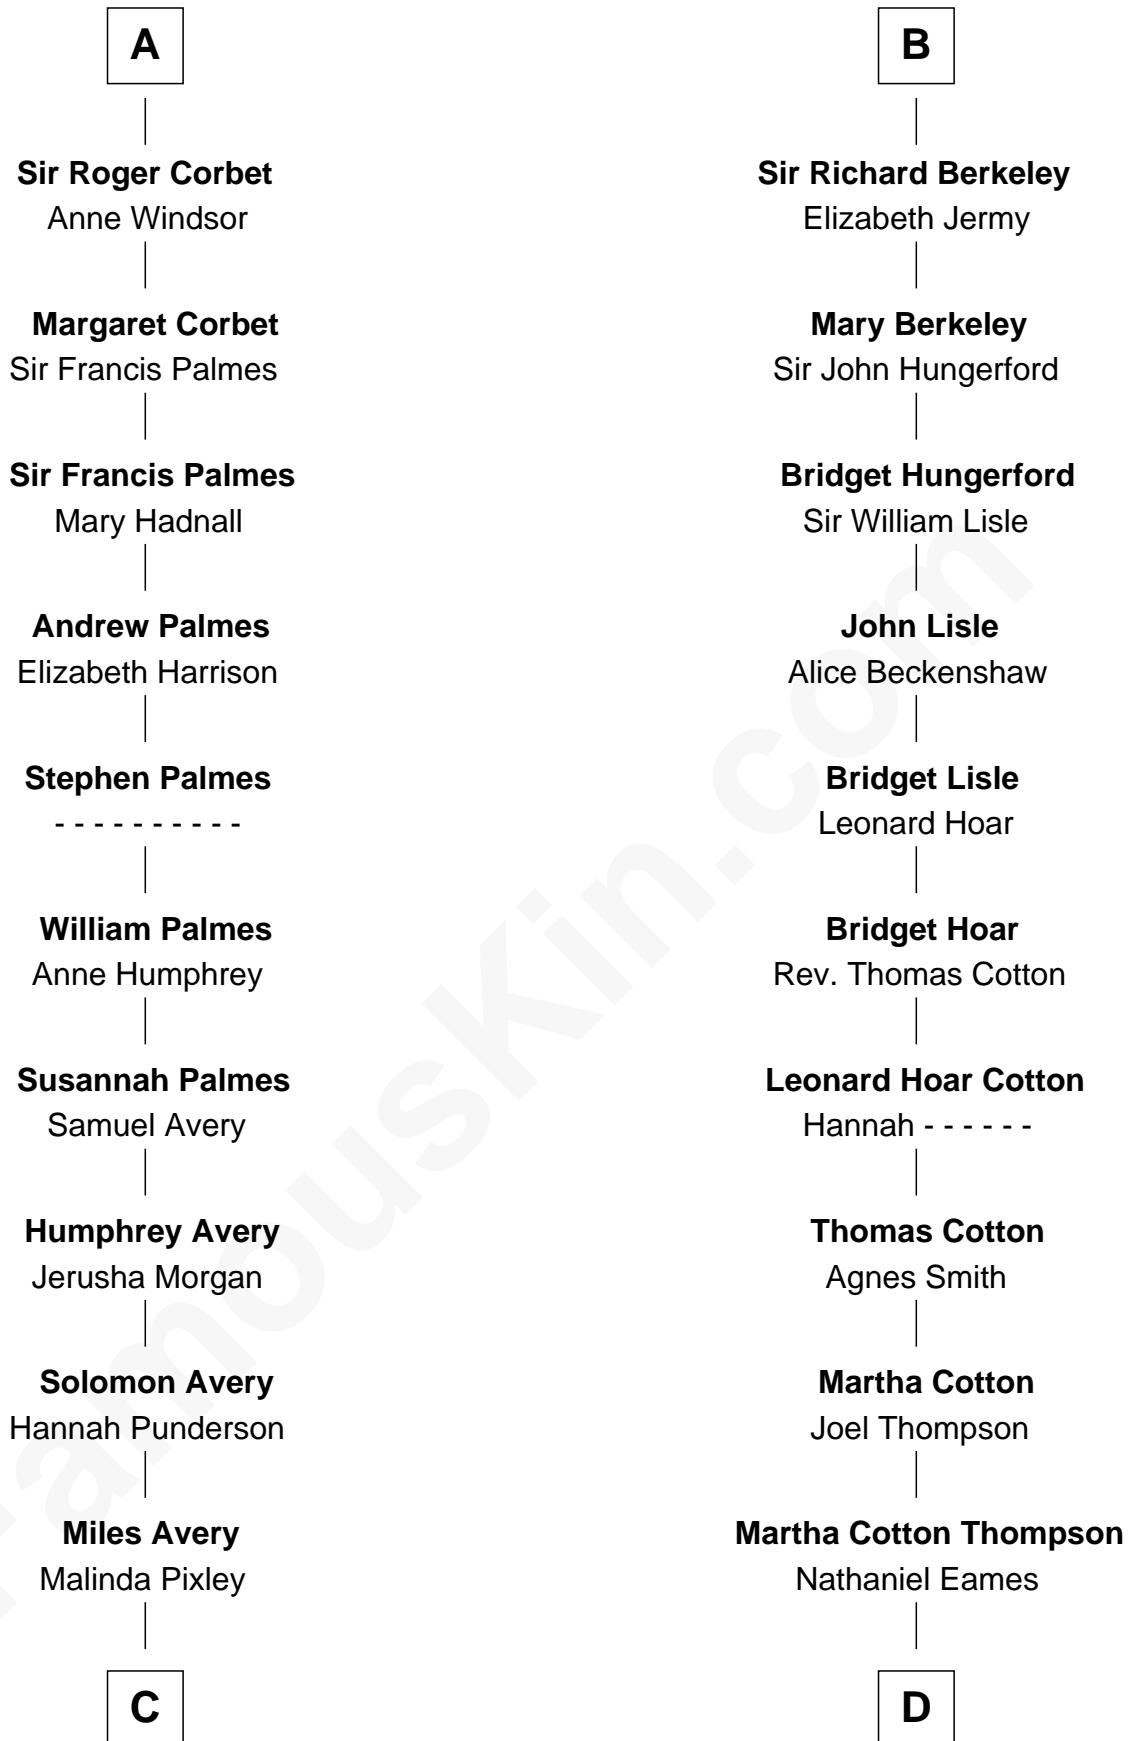 A
Sir Roger Corbet
Anne Windsor
Margaret Corbet
Sir Francis Palmes
Sir Francis Palmes
Mary Hadnall
Andrew Palmes
Elizabeth Harrison
Stephen Palmes
- - - - - - - - - -
William Palmes
Anne Humphrey
Susannah Palmes
Samuel Avery
Humphrey Avery
Jerusha Morgan
Solomon Avery
Hannah Punderson
Miles Avery
Malinda Pixley
C
B
Sir Richard Berkeley
Elizabeth Jermy
Mary Berkeley
Sir John Hungerford
Bridget Hungerford
Sir William Lisle
John Lisle
Alice Beckenshaw
Bridget Lisle
Leonard Hoar
Bridget Hoar
Rev. Thomas Cotton
Leonard Hoar Cotton
Hannah - - - - - -
Thomas Cotton
Agnes Smith
Martha Cotton
Joel Thompson
Martha Cotton Thompson
Nathaniel Eames
D
FamousKin.com